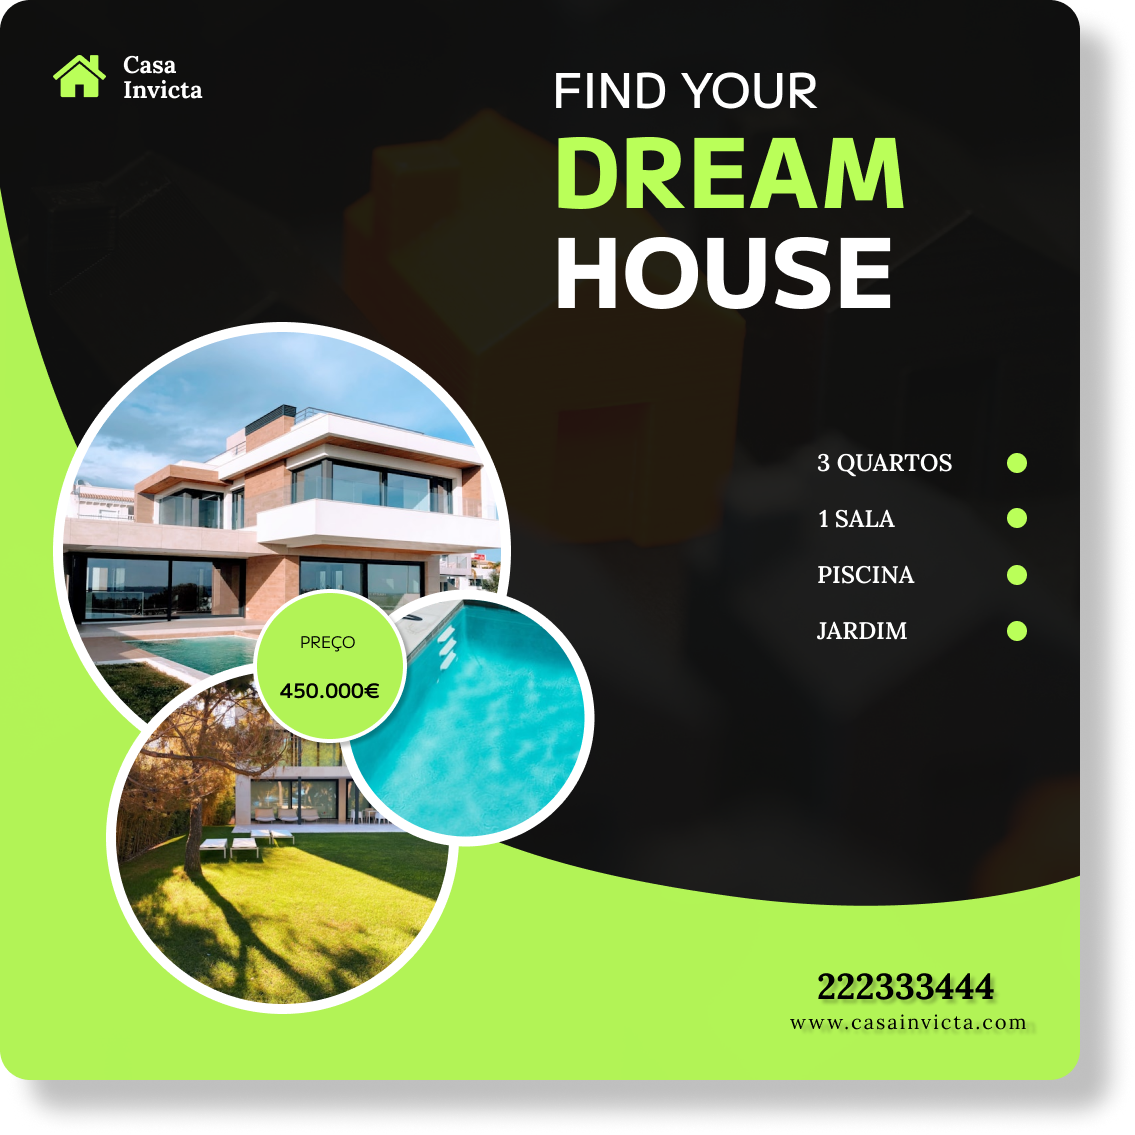 Casa
Invicta
FIND YOUR
DREAM
HOUSE
3 QUARTOS
1 SALA
PISCINA
JARDIM
PREÇO
450.000€
222333444
www.casainvicta.com